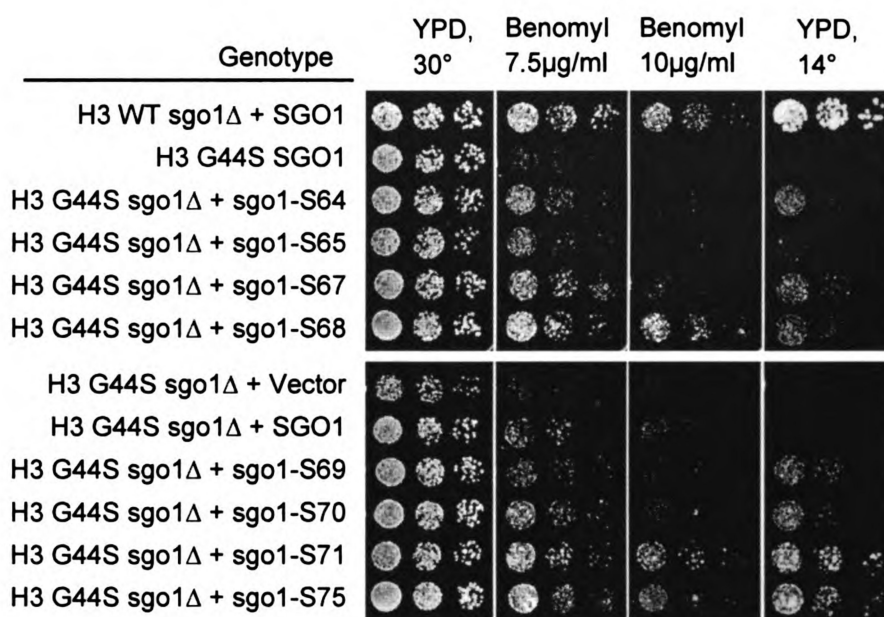 Genotype
YPD, 30°
Benomyl 7.5µg/ml
Benomyl 10µg/ml
YPD, 14°
H3 WT sgo1Δ + SGO1
H3 G44S SGO1
H3 G44S sgo1Δ + sgo1-S64
H3 G44S sgo1Δ + sgo1-S65
H3 G44S sgo1Δ + sgo1-S67
H3 G44S sgo1Δ + sgo1-S68
H3 G44S sgo1Δ + Vector
H3 G44S sgo1Δ + SGO1
H3 G44S sgo1Δ + sgo1-S69
H3 G44S sgo1Δ + sgo1-S70
H3 G44S sgo1Δ + sgo1-S71
H3 G44S sgo1Δ + sgo1-S75